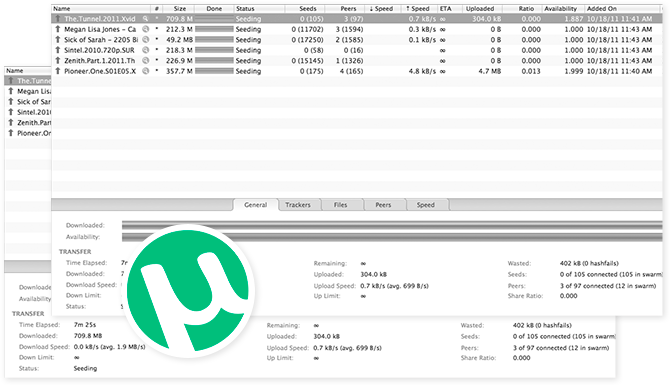 Name # Size Done Status Seeds Peers ↓ Speed ↑ Speed ETA Uploaded Ratio Availability Added On
The.Tunnel.2011.Xvid * 709.8 M Seeding 0 (105) 3 (97) 0.7 kB/s ∞ 304.0 kB 0.000 1.887 10/18/11 11:41 AM
Megan Lisa Jones - Ca * 212.3 M Seeding 0 (11702) 3 (1594) 0.3 kB/s ∞ 0 B 0.000 1.000 10/18/11 11:43 AM
Sick of Sarah - 2205 Bi * 49.2 MB Seeding 0 (17250) 2 (1585) 0.1 kB/s ∞ 0 B 0.000 1.000 10/18/11 11:43 AM
Sintel.2010.720p.SUR * 218.3 M Seeding 0 (58) 0 (16) ∞ 0 B 0.000 1.000 10/18/11 11:42 AM
Zenith.Part.1.2011.Th * 226.9 M Seeding 0 (15145) 1 (1326) ∞ 0 B 0.000 1.000 10/18/11 11:43 AM
Pioneer.One.S01E05.X * 357.7 M Seeding 0 (175) 4 (165) 4.8 kB/s ∞ 4.7 MB 0.013 1.999 10/18/11 11:40 AM
Name
The.Tunnel
Megan Lisa
Sick of Sara
Sintel.2010
Zenith.Part
Pioneer.One
General Trackers Files Peers Speed
Downloaded:
Availability:
TRANSFER
Time Elapsed: 7m Remaining: ∞ Wasted: 402 kB (0 hashfails)
Downloaded: Uploaded: 304.0 kB Seeds: 0 of 105 connected (105 in swarm)
Download Speed: Upload Speed: 0.7 kB/s (avg. 699 B/s) Peers: 3 of 97 connected (12 in swarm)
Down Limit: Up Limit: ∞ Share Ratio: 0.000
Status:
µ
Downloade
Availability
TRANSFER
Time Elapsed: 7m 25s Remaining: ∞ Wasted: 402 kB (0 hashfails)
Downloaded: 709.8 MB Uploaded: 304.0 kB Seeds: 0 of 105 connected (105 in swarm)
Download Speed: 0.0 kB/s (avg. 1.9 MB/s) Upload Speed: 0.7 kB/s (avg. 699 B/s) Peers: 3 of 97 connected (12 in swarm)
Down Limit: ∞ Up Limit: ∞ Share Ratio: 0.000
Status: Seeding